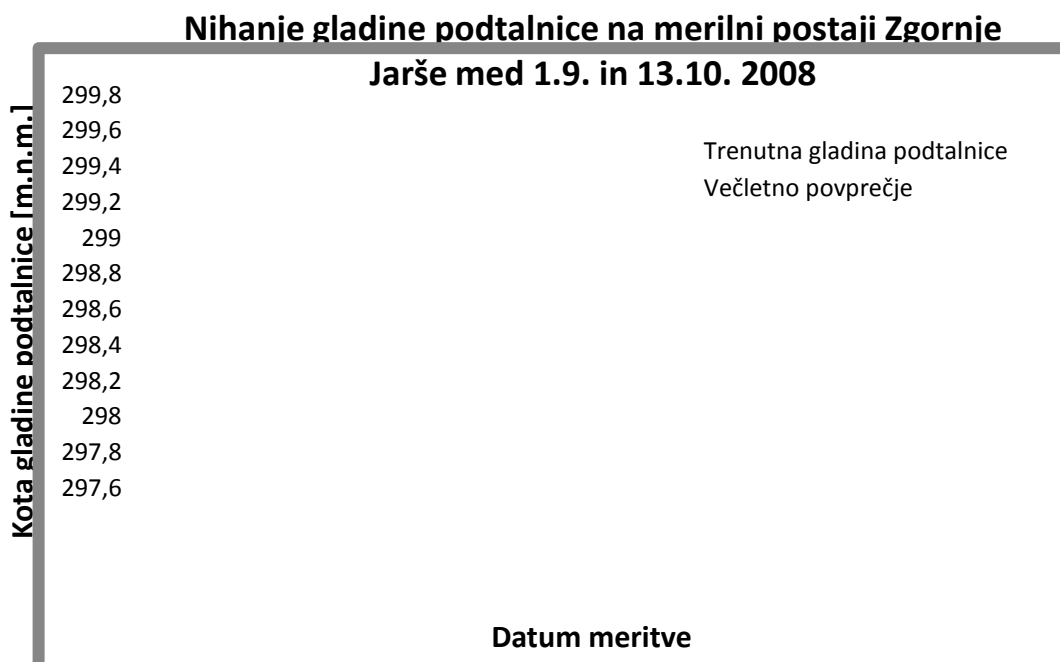 Nihanje gladine podtalnice na merilni postaji Zgornje
Jarše med 1.9. in 13.10. 2008
Kota gladine podtalnice [m.n.m.]
299,8
299,6
299,4
299,2
299
298,8
298,6
298,4
298,2
298
297,8
297,6
Trenutna gladina podtalnice
Večletno povprečje
Datum meritve